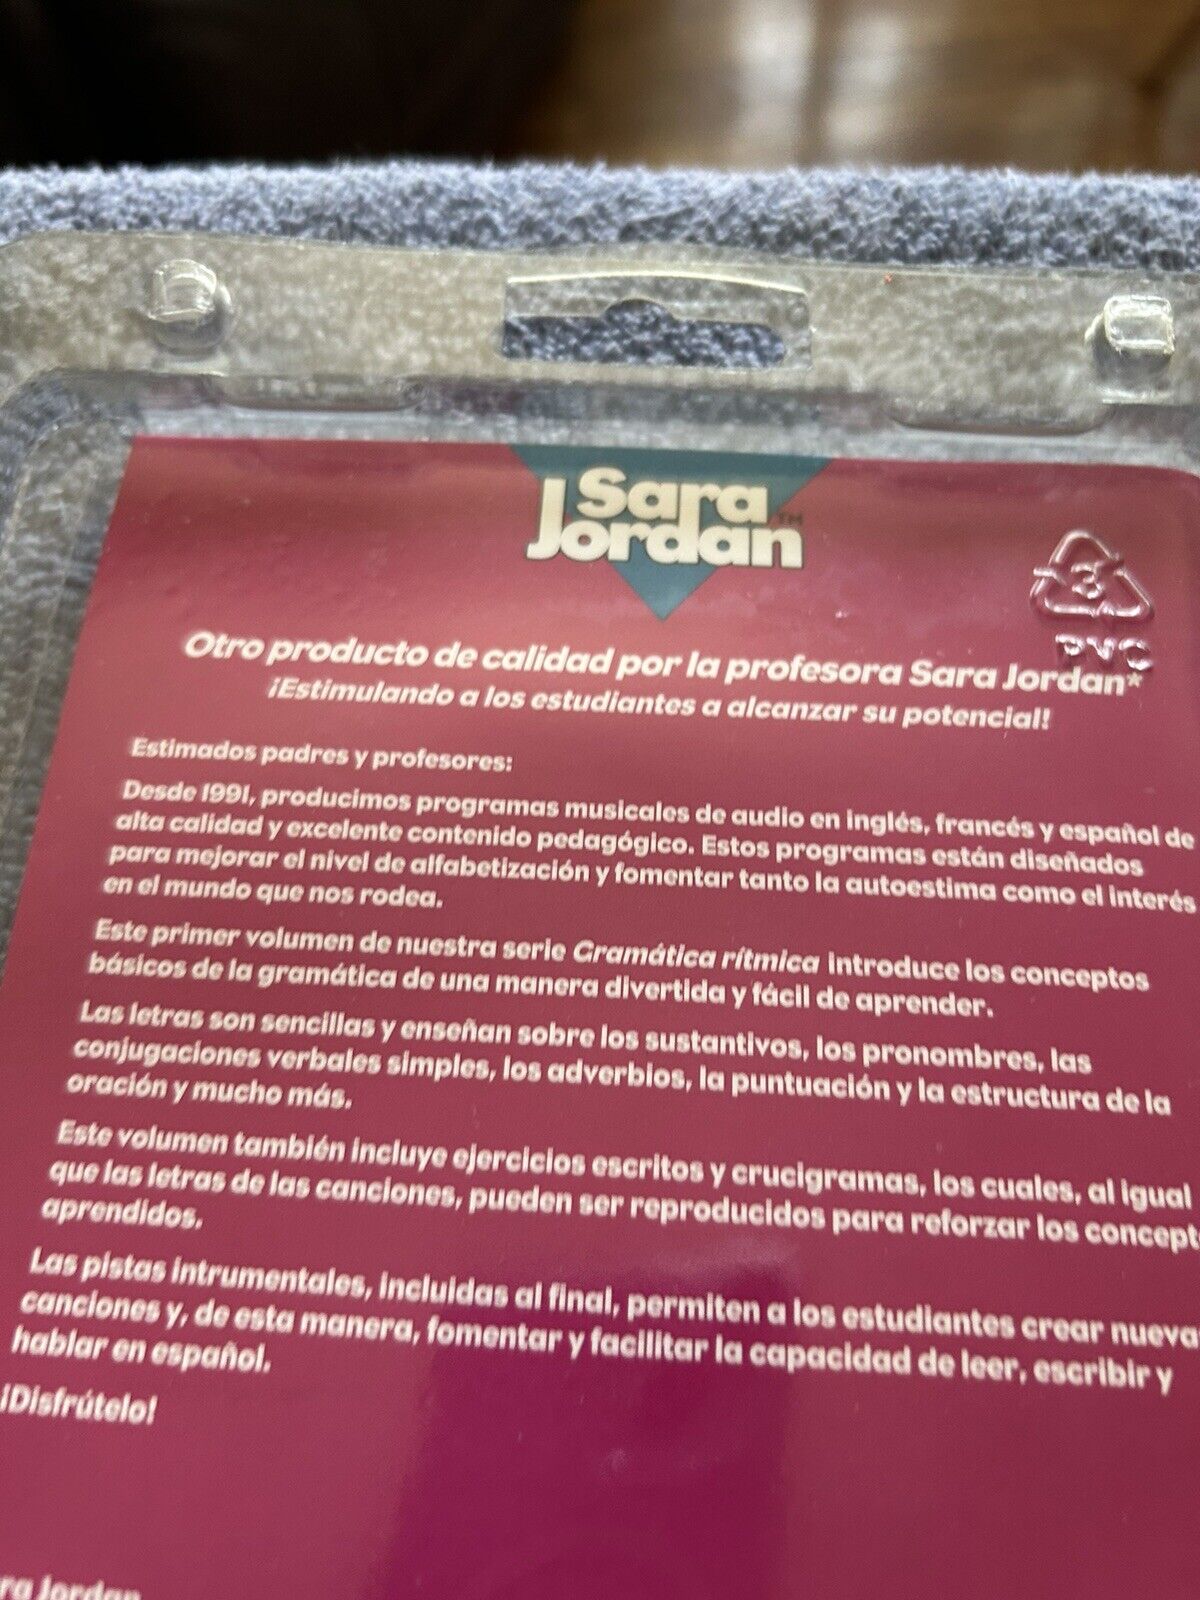 Sara
Jordan™
3
PVC
Otro producto de calidad por la profesora Sara Jordan*
¡Estimulando a los estudiantes a alcanzar su potencial!
Estimados padres y profesores:
Desde 1991, producimos programas musicales de audio en inglés, francés y español de
alta calidad y excelente contenido pedagógico. Estos programas están diseñados
para mejorar el nivel de alfabetización y fomentar tanto la autoestima como el interés
en el mundo que nos rodea.
Este primer volumen de nuestra serie Gramática rítmica introduce los conceptos
básicos de la gramática de una manera divertida y fácil de aprender.
Las letras son sencillas y enseñan sobre los sustantivos, los pronombres, las
conjugaciones verbales simples, los adverbios, la puntuación y la estructura de la
oración y mucho más.
Este volumen también incluye ejercicios escritos y crucigramas, los cuales, al igual
que las letras de las canciones, pueden ser reproducidos para reforzar los concept
aprendidos.
Las pistas intrumentales, incluidas al final, permiten a los estudiantes crear nueva
canciones y, de esta manera, fomentar y facilitar la capacidad de leer, escribir y
hablar en español.
¡Disfrútelo!
ra Jordan